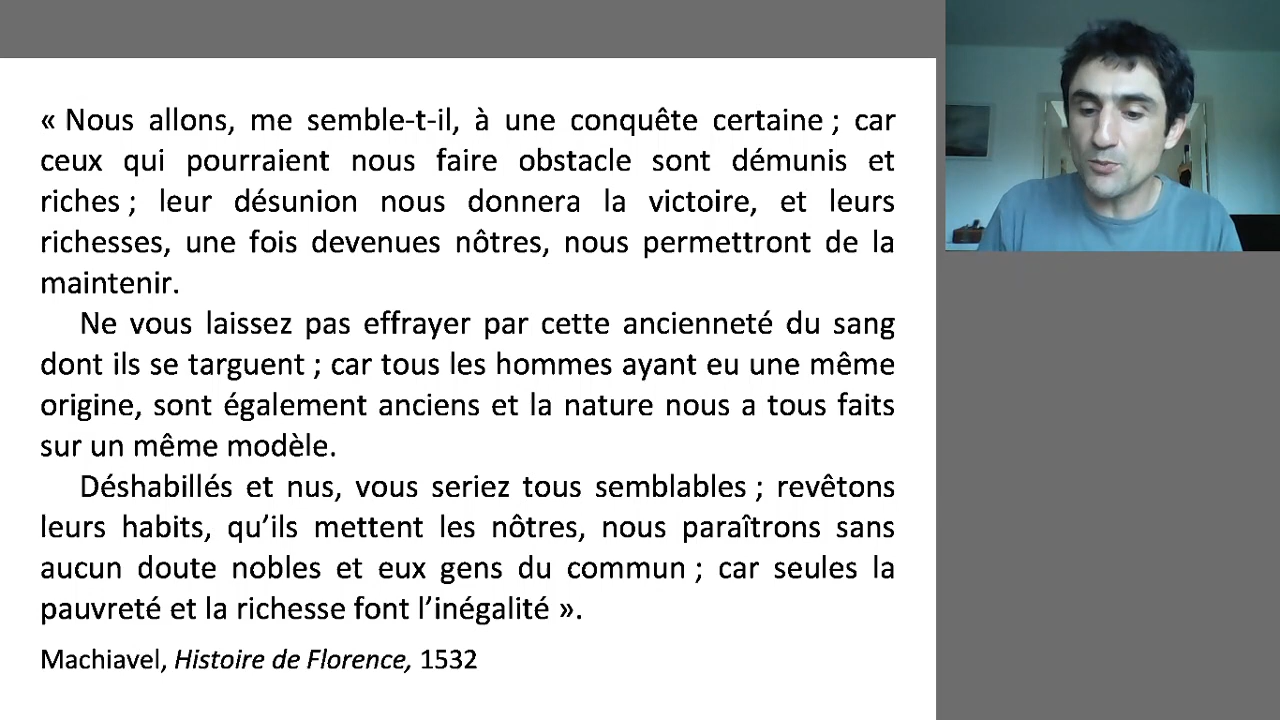 « Nous allons, me semble-t-il, à une conquête certaine ; car
ceux qui pourraient nous faire obstacle sont démunis et
riches ; leur désunion nous donnera la victoire, et leurs
richesses, une fois devenues nôtres, nous permettront de la
maintenir.
Ne vous laissez pas effrayer par cette ancienneté du sang
dont ils se targuent ; car tous les hommes ayant eu une même
origine, sont également anciens et la nature nous a tous faits
sur un même modèle.
Déshabillés et nus, vous seriez tous semblables ; revêtons
leurs habits, qu’ils mettent les nôtres, nous paraîtrons sans
aucun doute nobles et eux gens du commun ; car seules la
pauvreté et la richesse font l’inégalité ».
Machiavel, Histoire de Florence, 1532